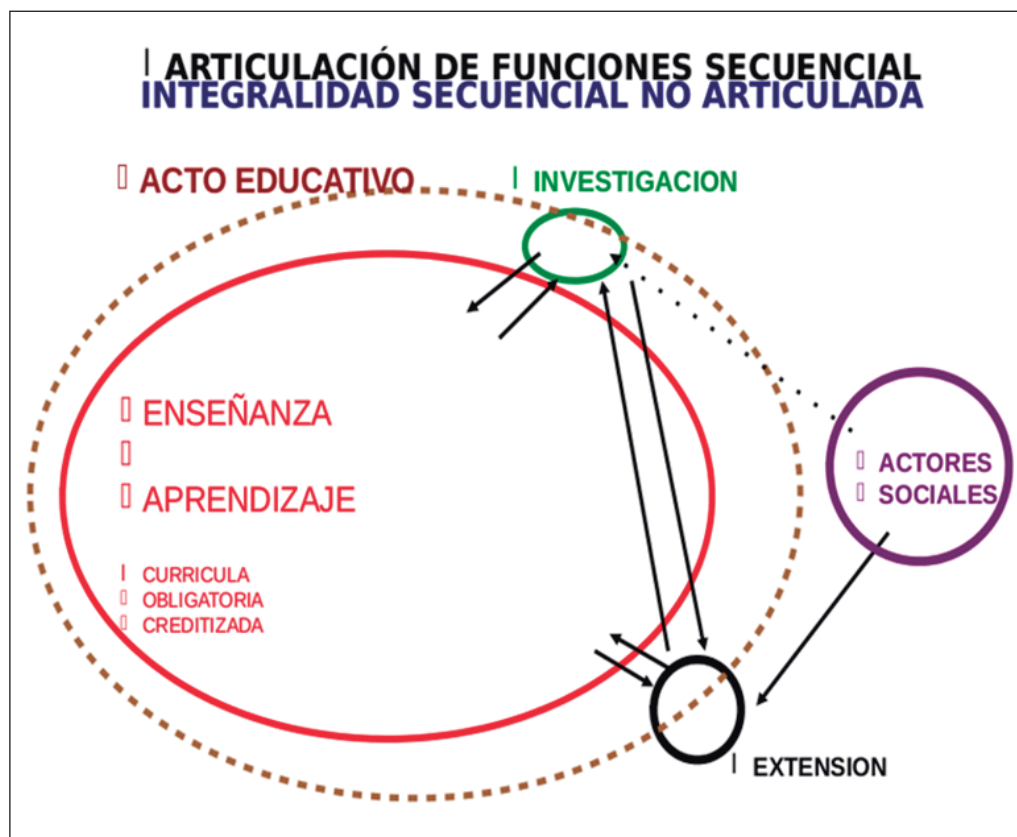 ARTICULACIÓN DE FUNCIONES SECUENCIAL
INTEGRALIDAD SECUENCIAL NO ARTICULADA
ACTO EDUCATIVO
INVESTIGACION
ENSEÑANZA
APRENDIZAJE
CURRICULA
OBLIGATORIA
CREDITIZADA
ACTORES
SOCIALES
EXTENSION